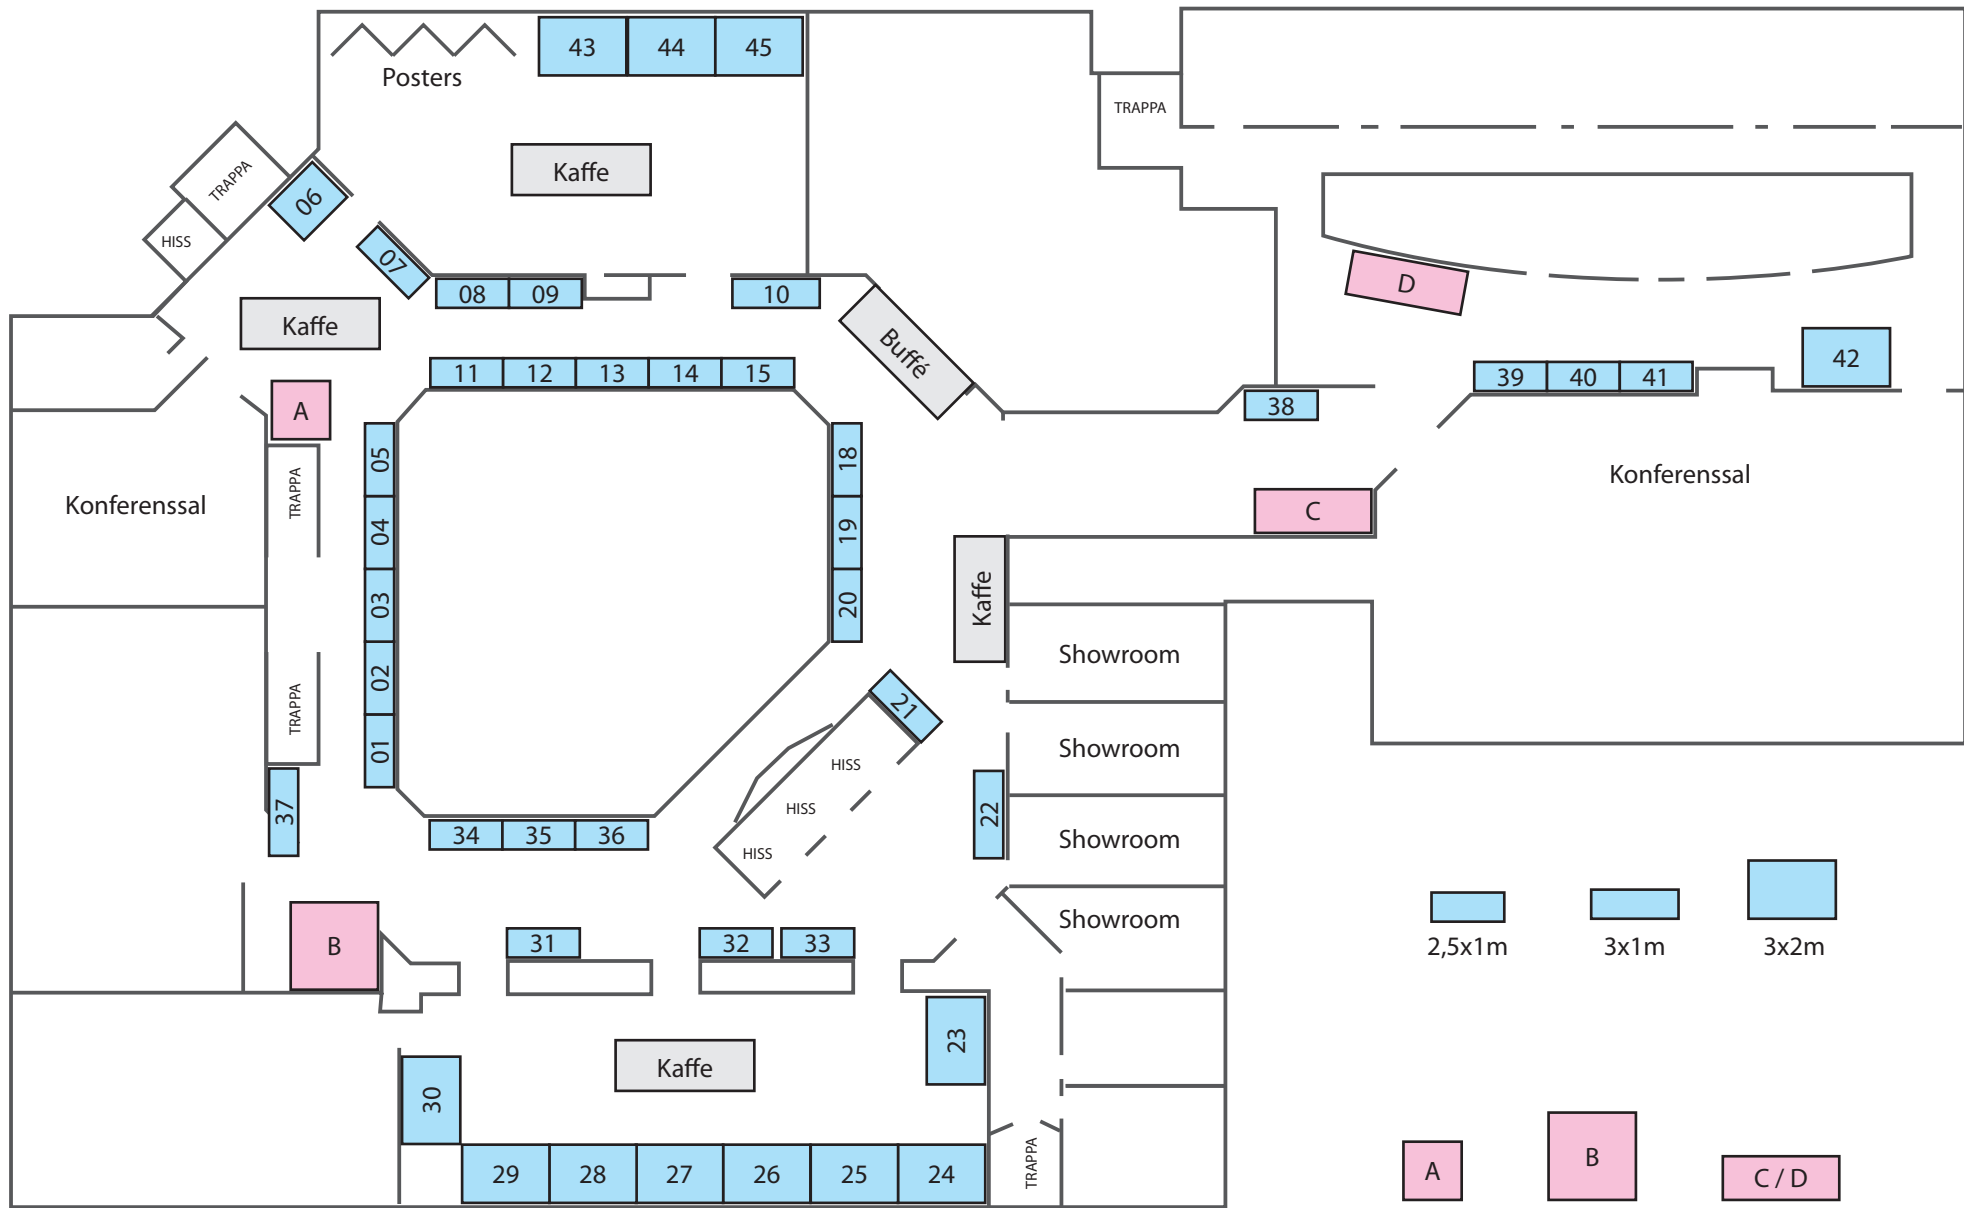 43 44 45
Posters
TRAPPA
Kaffe
TRAPPA
06
HISS
07
08 09
10
D
Kaffe
Buffé
42
11 12 13 14 15
39 40 41
A
38
05
18
TRAPPA
Konferenssal
Konferenssal
C
04
19
03
20
Kaffe
Showroom
02
TRAPPA
21
01
Showroom
HISS
HISS
HISS
37
22
34 35 36
Showroom
Showroom
B
31
32 33
2,5x1m
3x1m
3x2m
23
Kaffe
30
29 28 27 26 25 24
TRAPPA
A
B
C / D